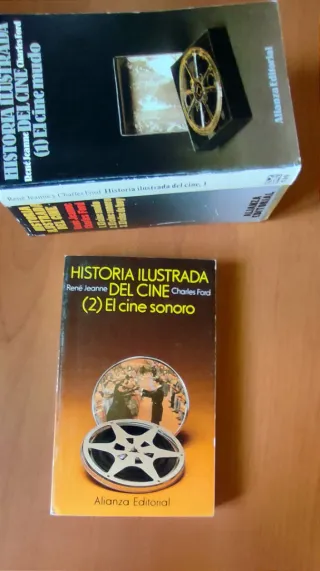 HISTORIA ILUSTRADA
René Jeanne DEL CINE Charles Ford
(1) El cine mudo
Alianza Editorial
René Jeanne y Charles Ford: Historia ilustrada del cine, 1
HISTORIA ILUSTRADA
René Jeanne DEL CINE Charles Ford
(2) El cine sonoro
Alianza Editorial